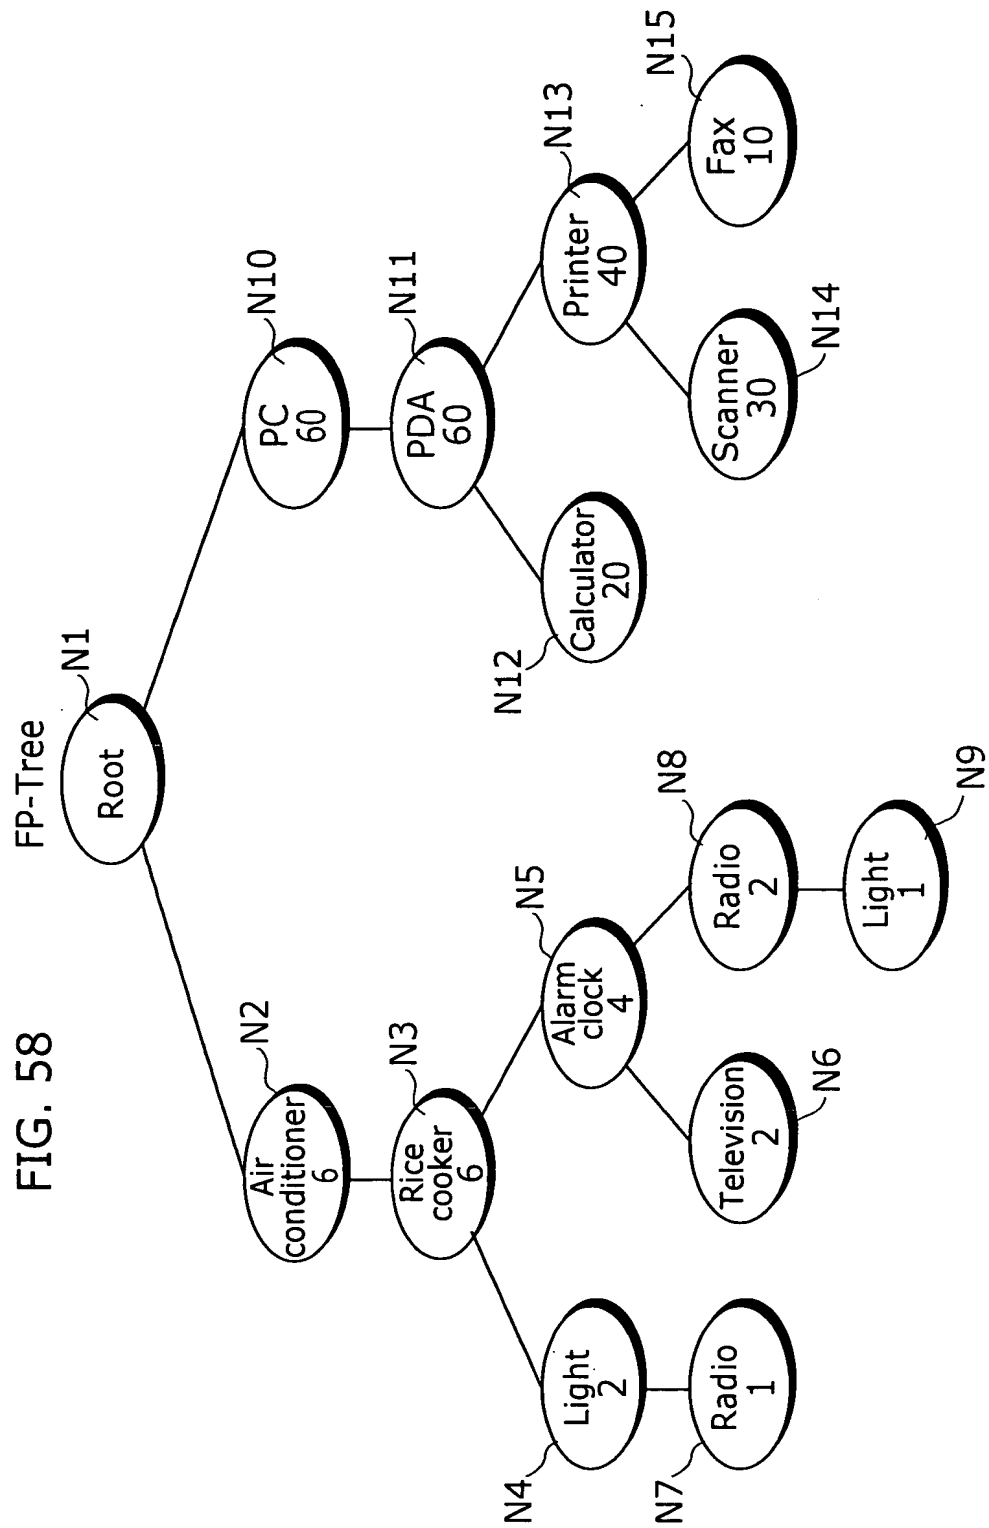 FIG. 58
FP-Tree
Root
N1
Air
conditioner
6
N2
PC
60
N10
Rice
cooker
6
N3
PDA
60
N11
Light
2
N4
Alarm
clock
4
N5
Calculator
20
N12
Printer
40
N13
Radio
1
N7
Television
2
N6
Radio
2
N8
Scanner
30
N14
Fax
10
N15
Light
1
N9